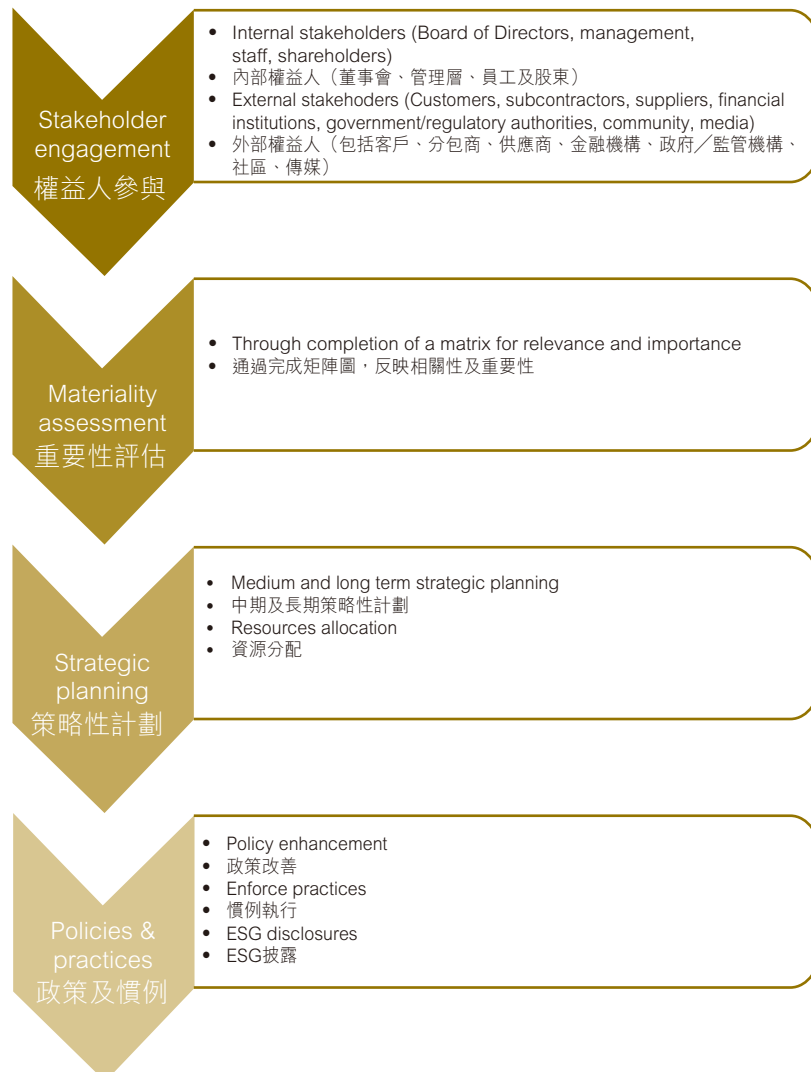 Stakeholder
engagement
權益人參與
• Internal stakeholders (Board of Directors, management,
staff, shareholders)
• 內部權益人（董事會、管理層、員工及股東）
• External stakehoders (Customers, subcontractors, suppliers, financial
institutions, government/regulatory authorities, community, media)
• 外部權益人（包括客戶、分包商、供應商、金融機構、政府／監管機構、
社區、傳媒）
Materiality
assessment
重要性評估
• Through completion of a matrix for relevance and importance
• 通過完成矩陣圖，反映相關性及重要性
Strategic
planning
策略性計劃
• Medium and long term strategic planning
• 中期及長期策略性計劃
• Resources allocation
• 資源分配
Policies &
practices
政策及慣例
• Policy enhancement
• 政策改善
• Enforce practices
• 慣例執行
• ESG disclosures
• ESG披露